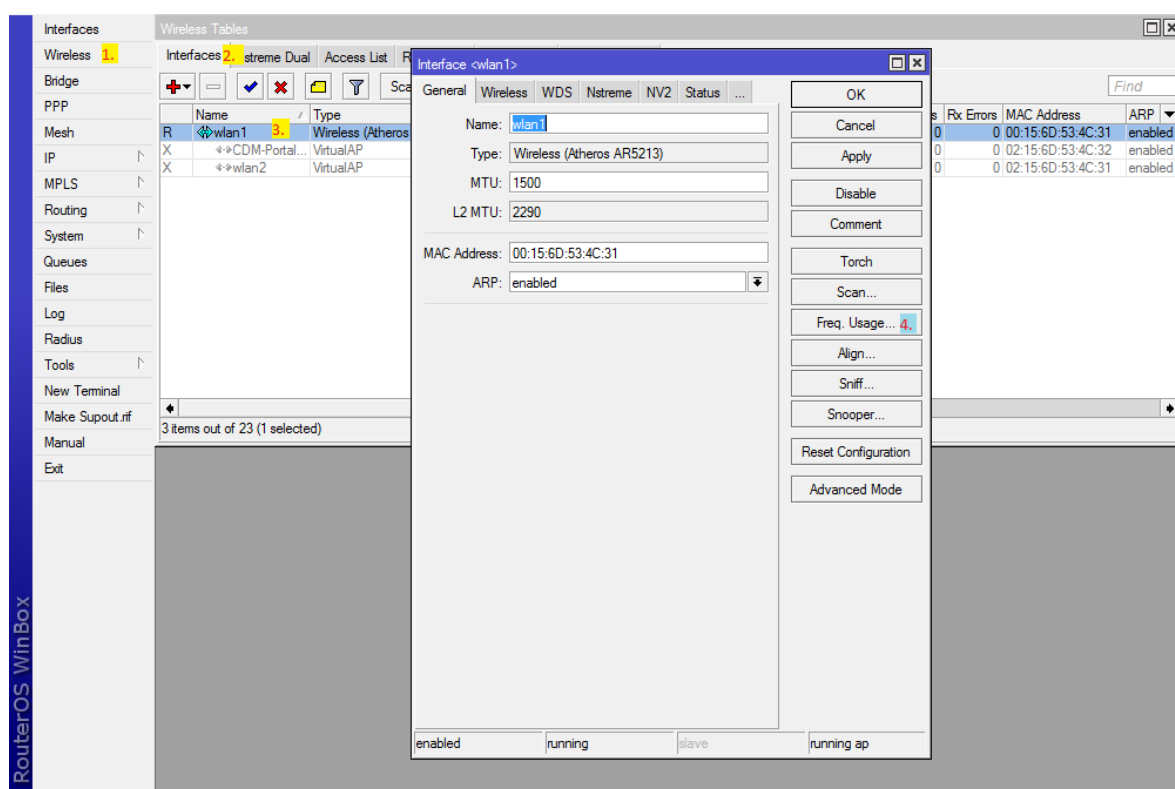 Interfaces
Wireless 1.
Bridge
PPP
Mesh
IP
MPLS
Routing
System
Queues
Files
Log
Radius
Tools
New Terminal
Make Supout.rif
Manual
Exit
RouterOS WinBox
Wireless Tables
Interfaces 2. streme Dual Access List R
Sca
Find
Name Type s Rx Errors MAC Address ARP
R wlan1 3. Wireless (Atheros 0 0 00:15:6D:53:4C:31 enabled
X CDM-Portal... VirtualAP 0 0 02:15:6D:53:4C:32 enabled
X wlan2 VirtualAP 0 0 02:15:6D:53:4C:31 enabled
3 items out of 23 (1 selected)
Interface <wlan1>
General Wireless WDS Nstreme NV2 Status ...
Name: wlan1
Type: Wireless (Atheros AR5213)
MTU: 1500
L2 MTU: 2290
MAC Address: 00:15:6D:53:4C:31
ARP: enabled
OK
Cancel
Apply
Disable
Comment
Torch
Scan...
Freq. Usage... 4.
Align...
Sniff...
Snooper...
Reset Configuration
Advanced Mode
enabled running slave running ap